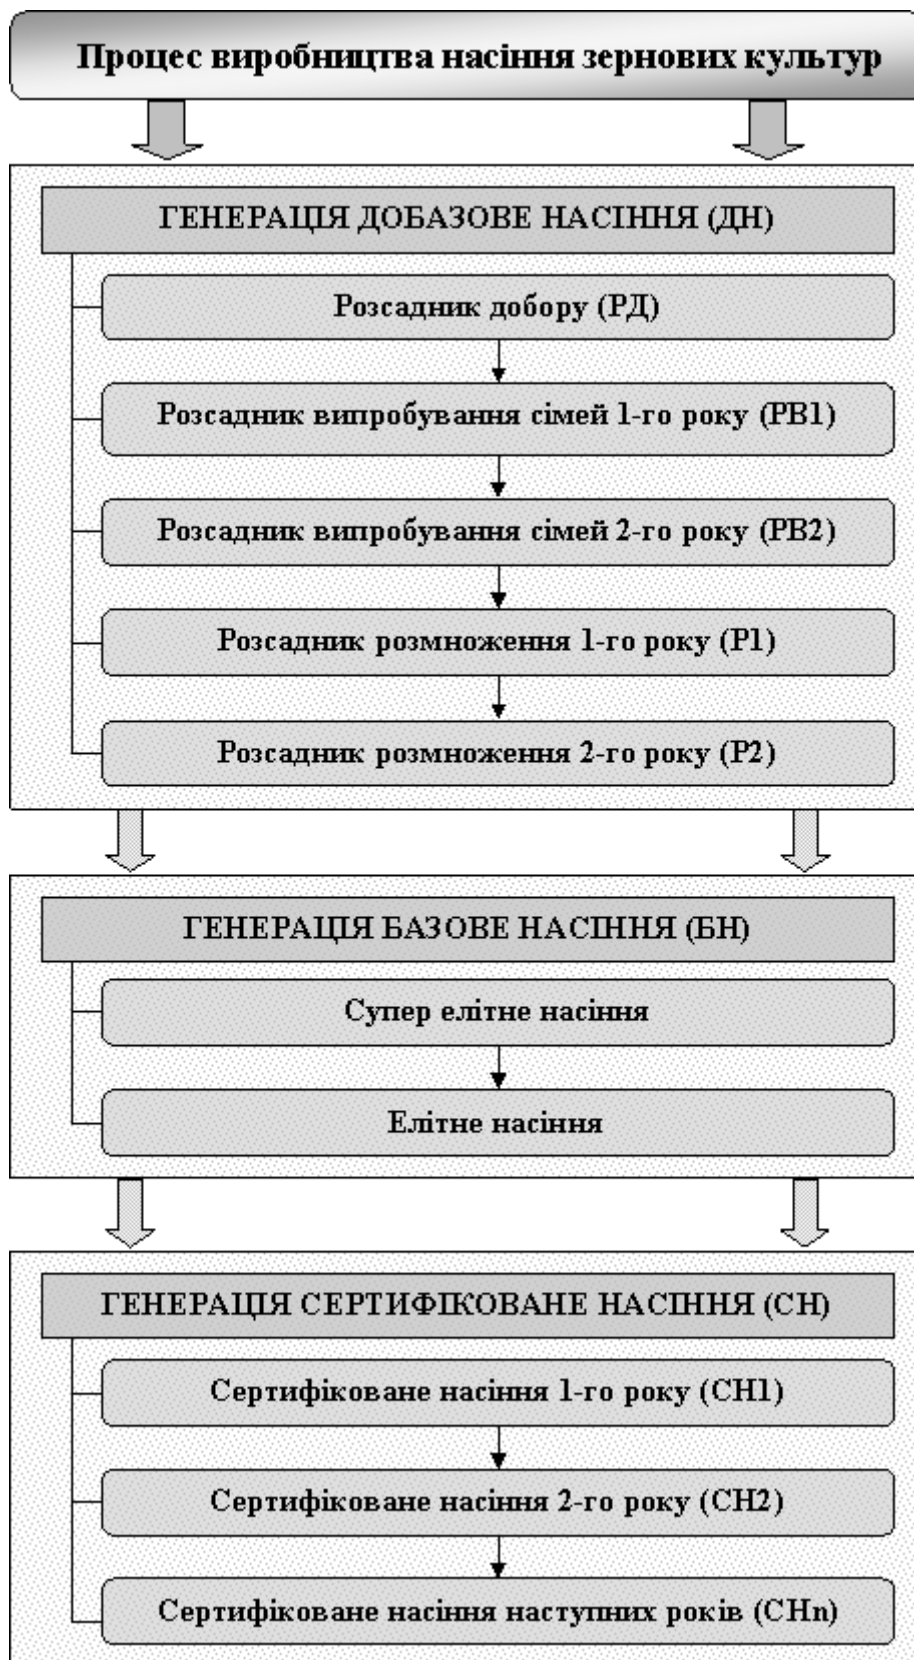 Процес виробництва насіння зернових культур
ГЕНЕРАЦІЯ ДОБАЗОВЕ НАСІННЯ (ДН)
Розсадник добору (РД)
Розсадник випробування сімей 1-го року (РВ1)
Розсадник випробування сімей 2-го року (РВ2)
Розсадник розмноження 1-го року (Р1)
Розсадник розмноження 2-го року (Р2)
ГЕНЕРАЦІЯ БАЗОВЕ НАСІННЯ (БН)
Супер елітне насіння
Елітне насіння
ГЕНЕРАЦІЯ СЕРТИФІКОВАНЕ НАСІННЯ (СН)
Сертифіковане насіння 1-го року (СН1)
Сертифіковане насіння 2-го року (СН2)
Сертифіковане насіння наступних років (СНn)